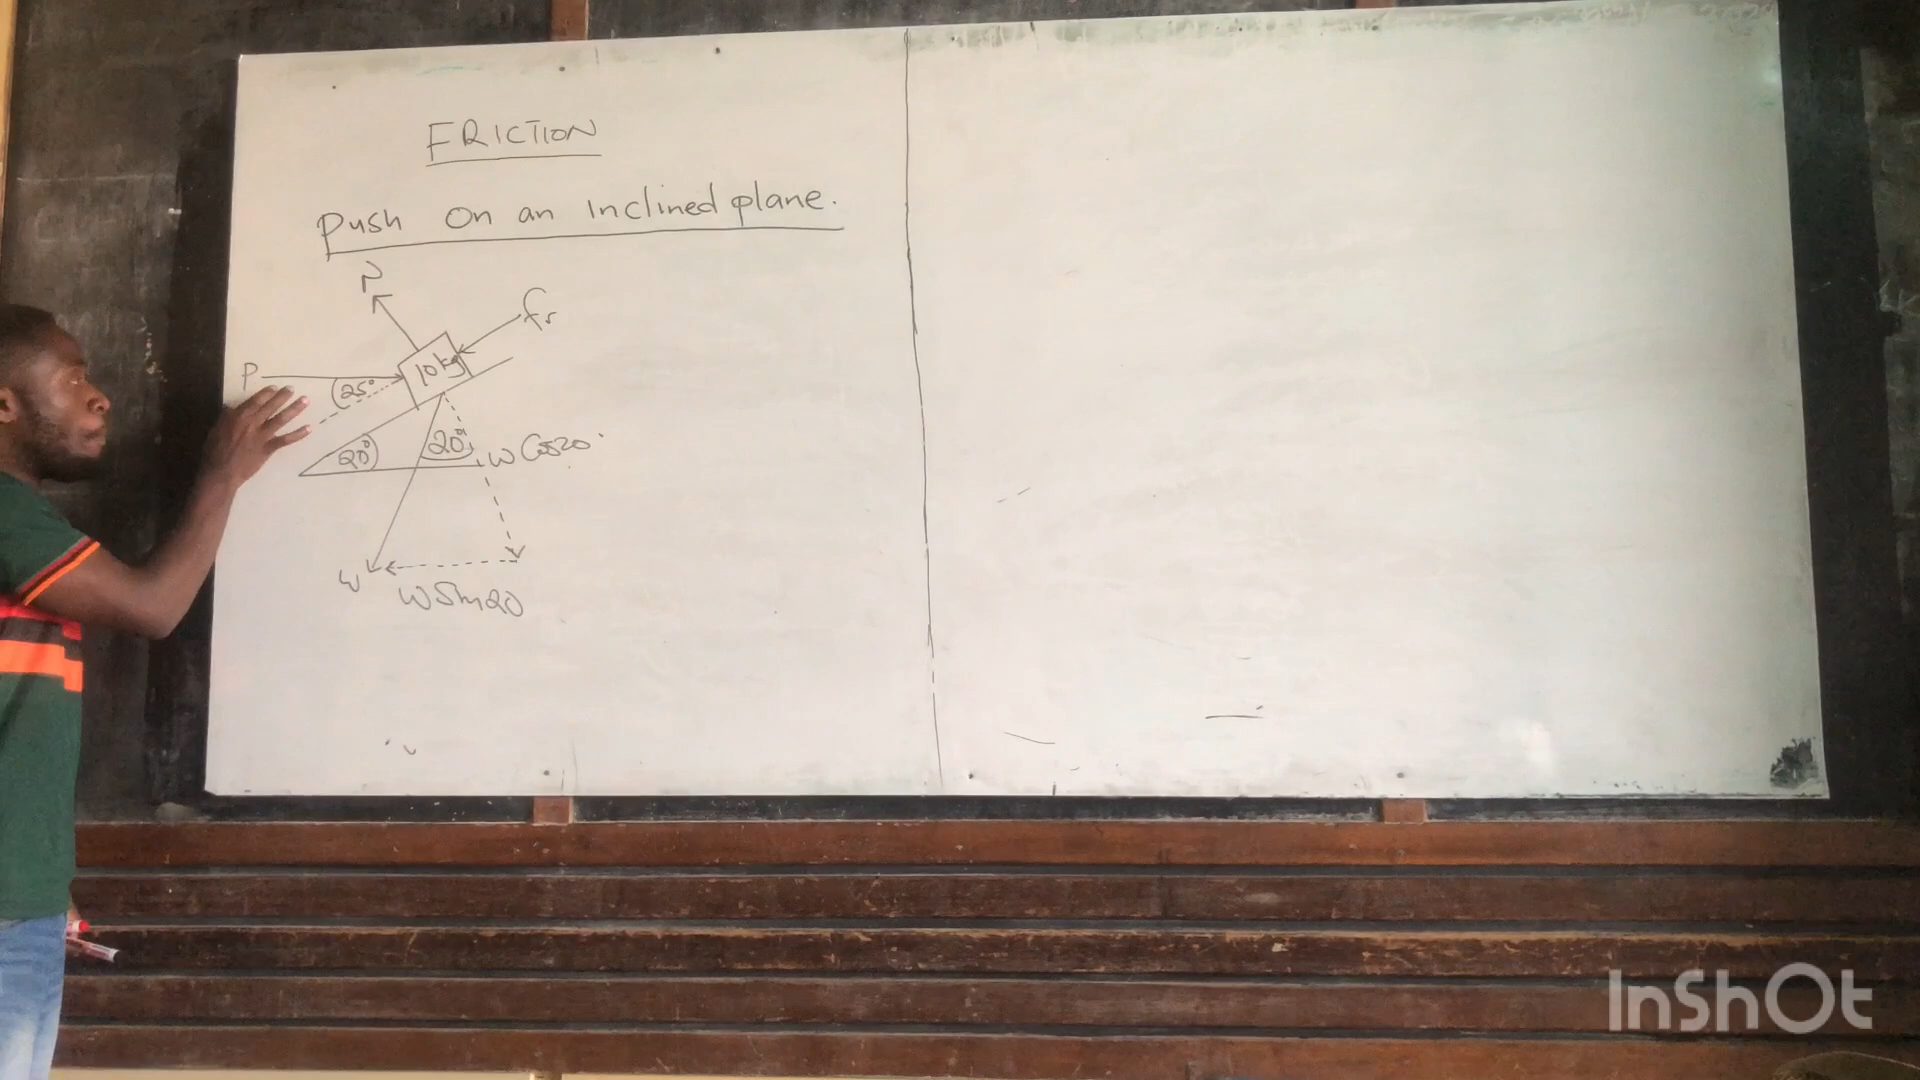 FRICTION
Push on an inclined plane.
N
fr
P
25°
10kg
20°
20°
W Cos20
W
W Sin20
InShOt